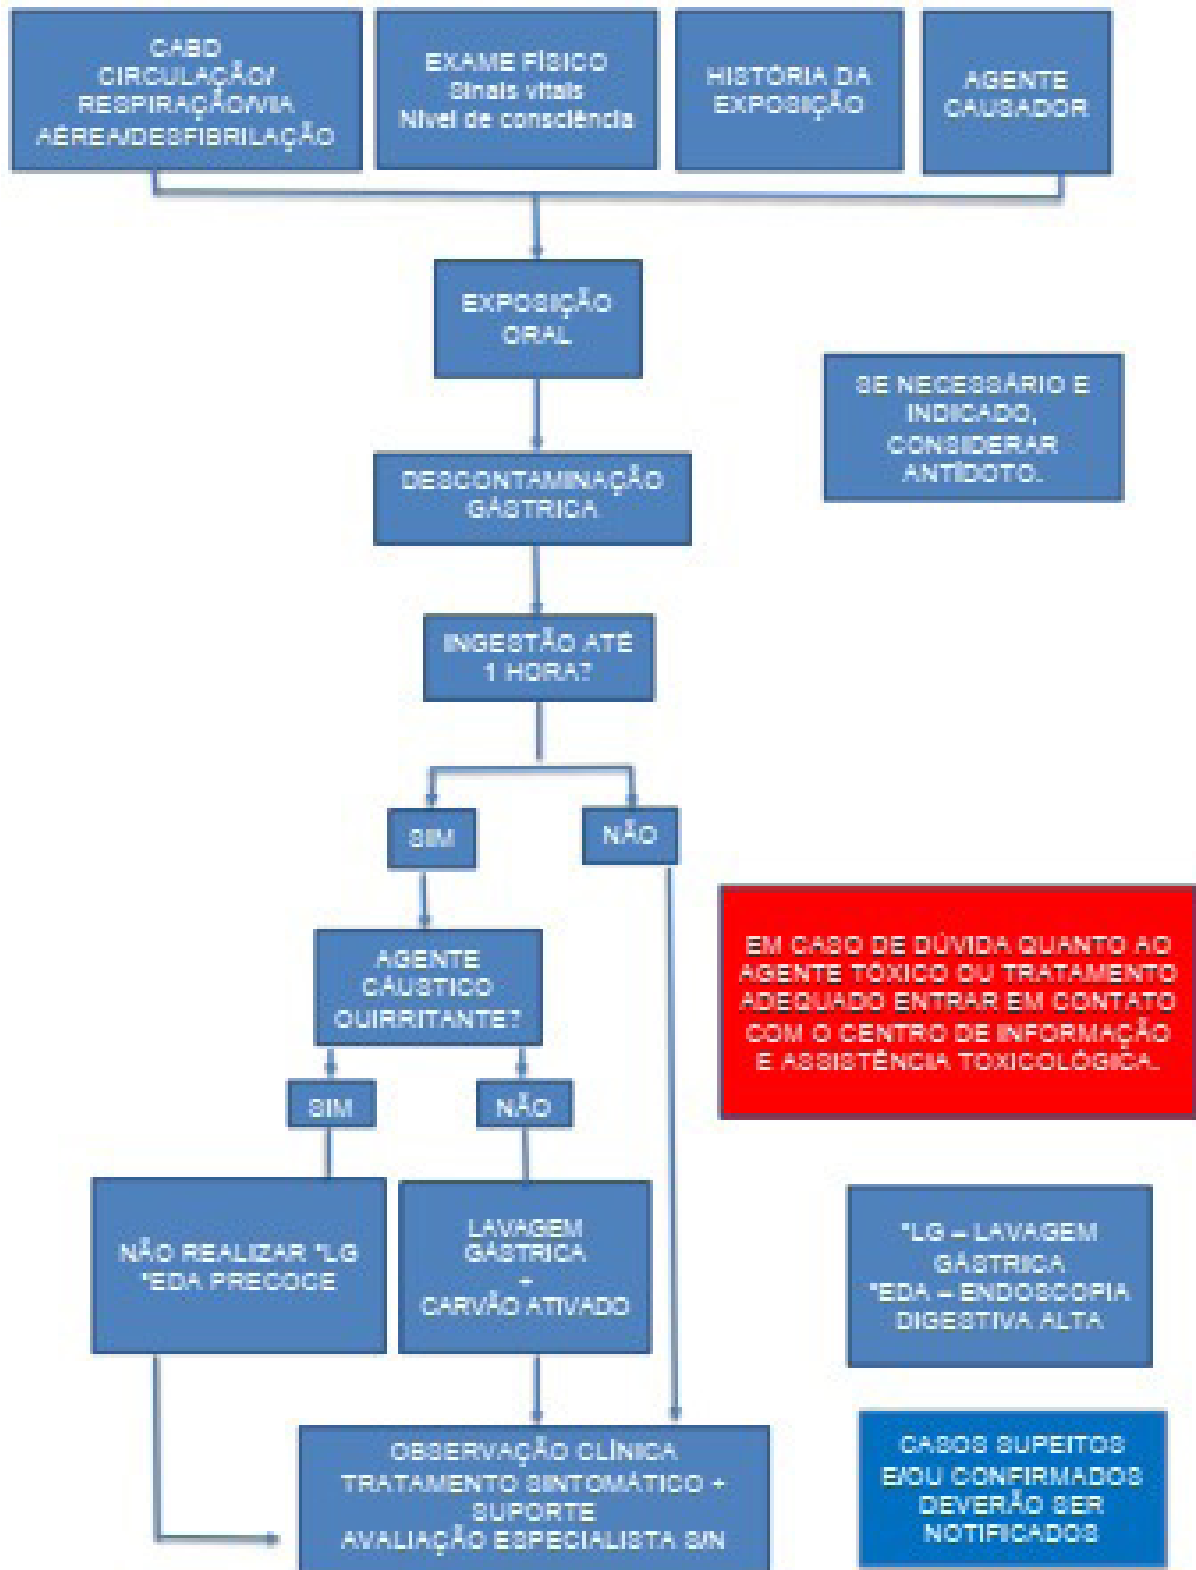 CABD
CIRCULAÇÃO/
RESPIRAÇÃO/VIA
AÉREA/DESFIBRILAÇÃO
EXAME FÍSICO
Sinais vitais
Nível de consciência
HISTÓRIA DA
EXPOSIÇÃO
AGENTE
CAUSADOR
EXPOSIÇÃO
ORAL
SE NECESSÁRIO E
INDICADO,
CONSIDERAR
ANTÍDOTO.
DESCONTAMINAÇÃO
GÁSTRICA
INGESTÃO ATÉ
1 HORA?
SIM
NÃO
AGENTE
CÁUSTICO
OUIRRITANTE?
EM CASO DE DÚVIDA QUANTO AO
AGENTE TÓXICO OU TRATAMENTO
ADEQUADO ENTRAR EM CONTATO
COM O CENTRO DE INFORMAÇÃO
E ASSISTÊNCIA TOXICOLÓGICA.
SIM
NÃO
NÃO REALIZAR *LG
*EDA PRECOCE
LAVAGEM
GÁSTRICA
+
CARVÃO ATIVADO
*LG – LAVAGEM
GÁSTRICA
*EDA – ENDOSCOPIA
DIGESTIVA ALTA
OBSERVAÇÃO CLÍNICA
TRATAMENTO SINTOMÁTICO +
SUPORTE
AVALIAÇÃO ESPECIALISTA S/N
CASOS SUPEITOS
E/OU CONFIRMADOS
DEVERÃO SER
NOTIFICADOS